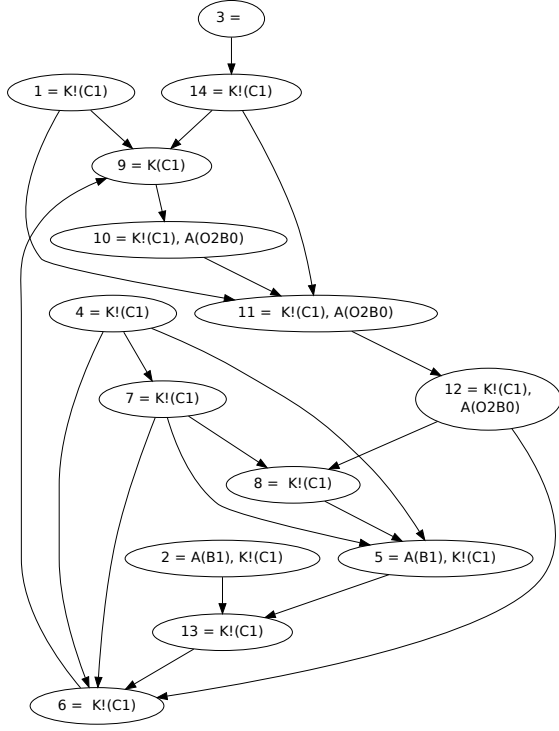 3 =
1 = K!(C1)
14 = K!(C1)
9 = K(C1)
10 = K!(C1), A(O2B0)
4 = K!(C1)
11 =  K!(C1), A(O2B0)
7 = K!(C1)
12 = K!(C1),
A(O2B0)
8 =  K!(C1)
2 = A(B1), K!(C1)
5 = A(B1), K!(C1)
13 = K!(C1)
6 =  K!(C1)